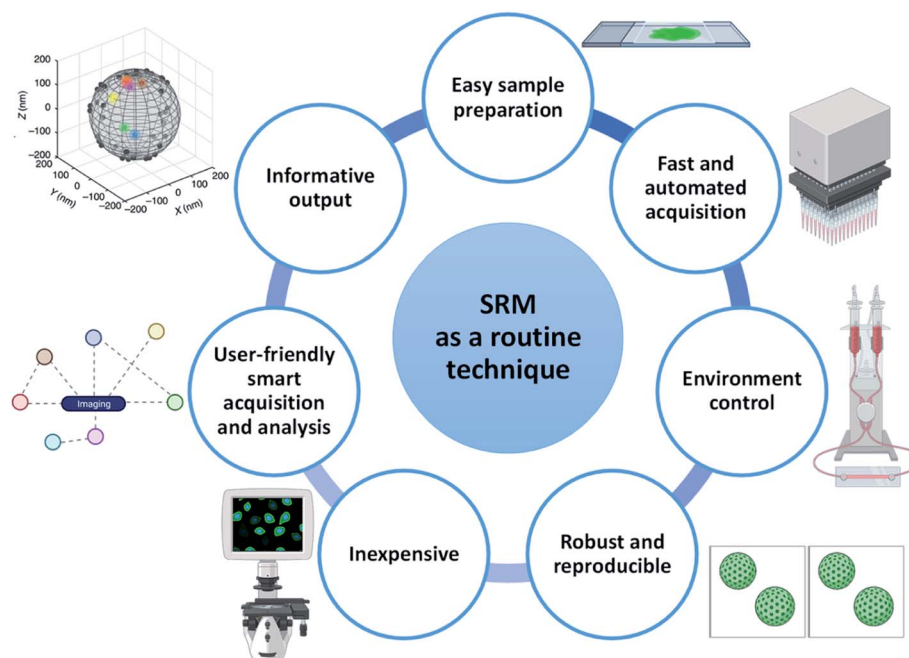 Easy sample
preparation
Fast and
automated
acquisition
Environment
control
Robust and
reproducible
Inexpensive
User-friendly
smart
acquisition
and analysis
Informative
output
SRM
as a routine
technique
Imaging
Z (nm)
200
100
0
−100
−200
Y (nm)
200
100
0
−100
−200
X (nm)
−200
−100
0
100
200